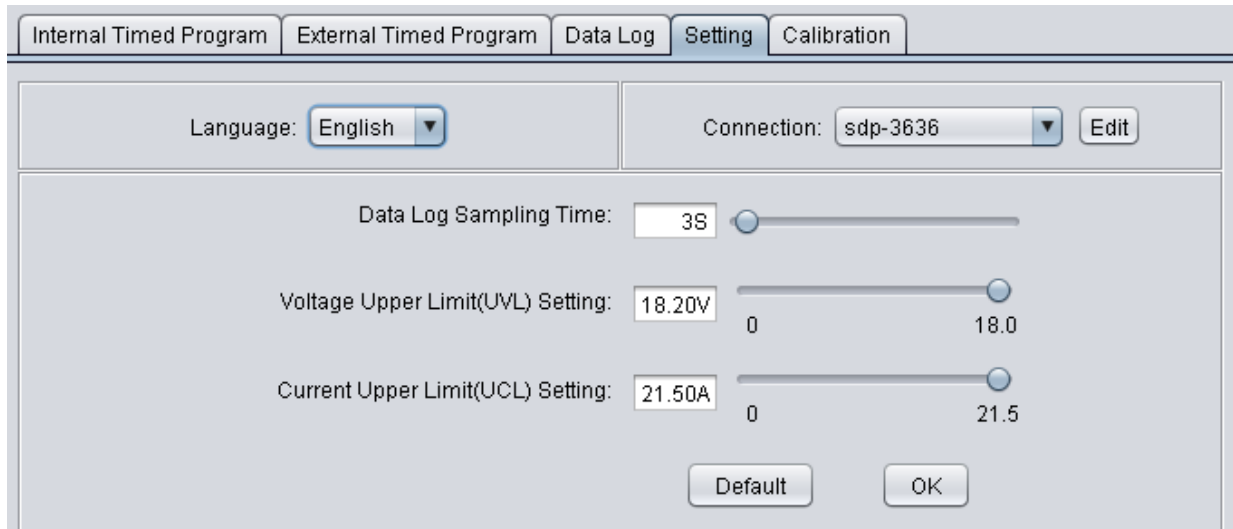 Internal Timed Program External Timed Program Data Log Setting Calibration
Language: English Connection: sdp-3636 Edit
Data Log Sampling Time: 3S
Voltage Upper Limit(UVL) Setting: 18.20V
0 18.0
Current Upper Limit(UCL) Setting: 21.50A
0 21.5
Default OK